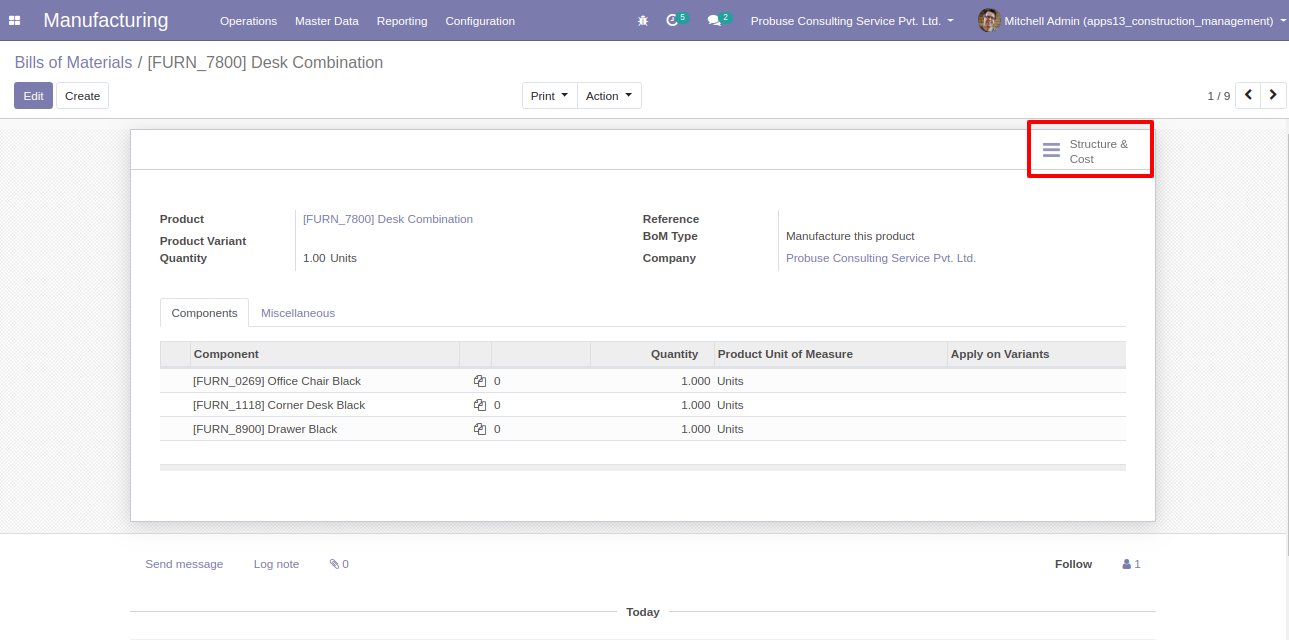 Manufacturing Operations Master Data Reporting Configuration 5 2 Probuse Consulting Service Pvt. Ltd. Mitchell Admin (apps13_construction_management)
Bills of Materials / [FURN_7800] Desk Combination
Edit Create Print Action 1 / 9
Structure &
Cost
Product [FURN_7800] Desk Combination Reference
Product Variant BoM Type Manufacture this product
Quantity 1.00 Units Company Probuse Consulting Service Pvt. Ltd.
Components Miscellaneous
Component Quantity Product Unit of Measure Apply on Variants
[FURN_0269] Office Chair Black 0 1.000 Units
[FURN_1118] Corner Desk Black 0 1.000 Units
[FURN_8900] Drawer Black 0 1.000 Units
Send message Log note 0 Follow 1
Today